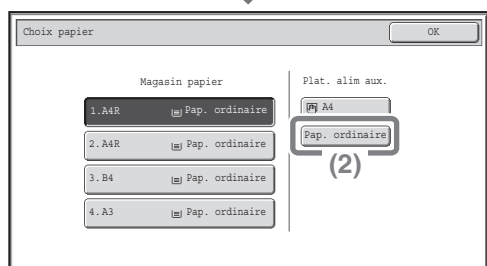 Choix papier
OK
Magasin papier
Plat. alim aux.
1.A4R Pap. ordinaire
A4
2.A4R Pap. ordinaire
Pap. ordinaire
(2)
3.B4 Pap. ordinaire
4.A3 Pap. ordinaire